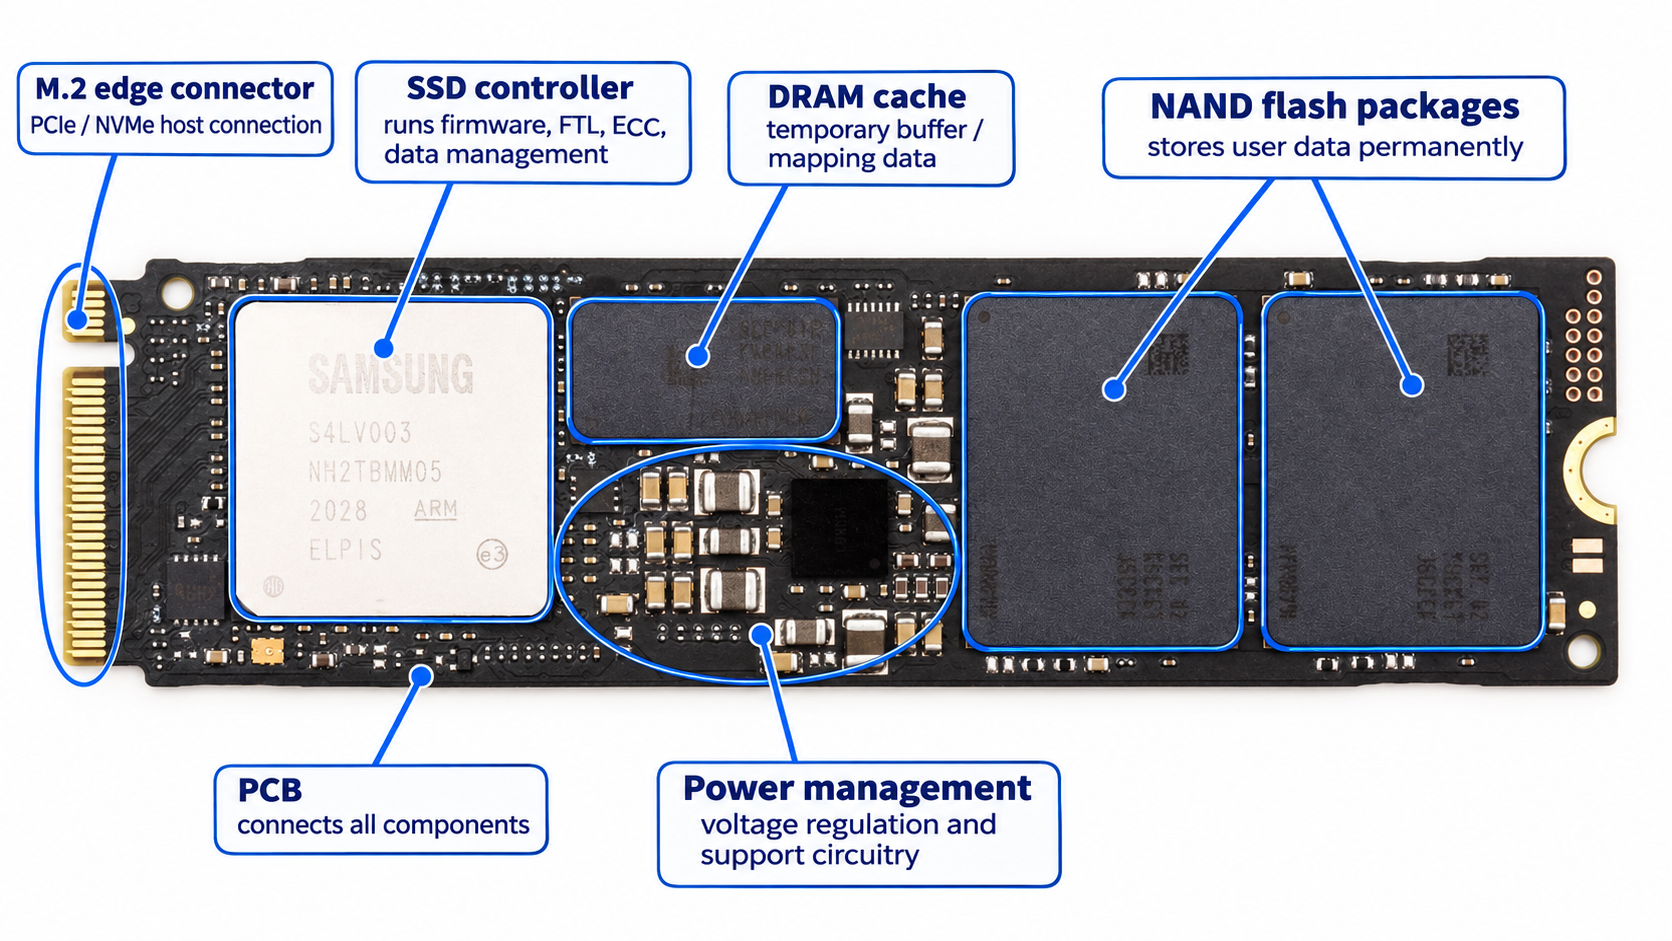 M.2 edge connector
PCIe / NVMe host connection
SSD controller
runs firmware, FTL, ECC,
data management
DRAM cache
temporary buffer /
mapping data
NAND flash packages
stores user data permanently
SAMSUNG
S4LV003
NH2TBMM05
2028 ARM
ELPIS
e3
PCB
connects all components
Power management
voltage regulation and
support circuitry